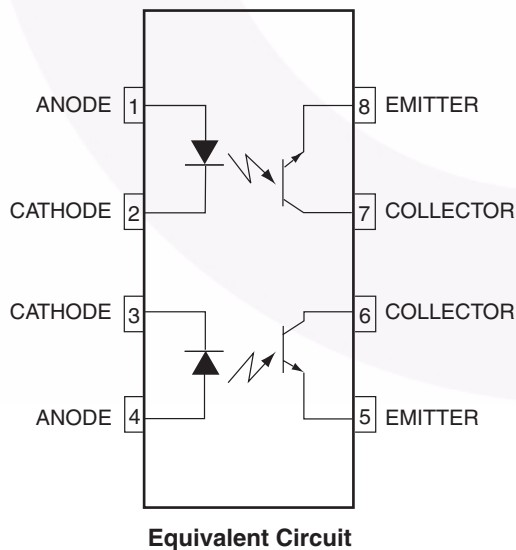 ANODE 1 8 EMITTER
CATHODE 2 7 COLLECTOR
CATHODE 3 6 COLLECTOR
ANODE 4 5 EMITTER
Equivalent Circuit